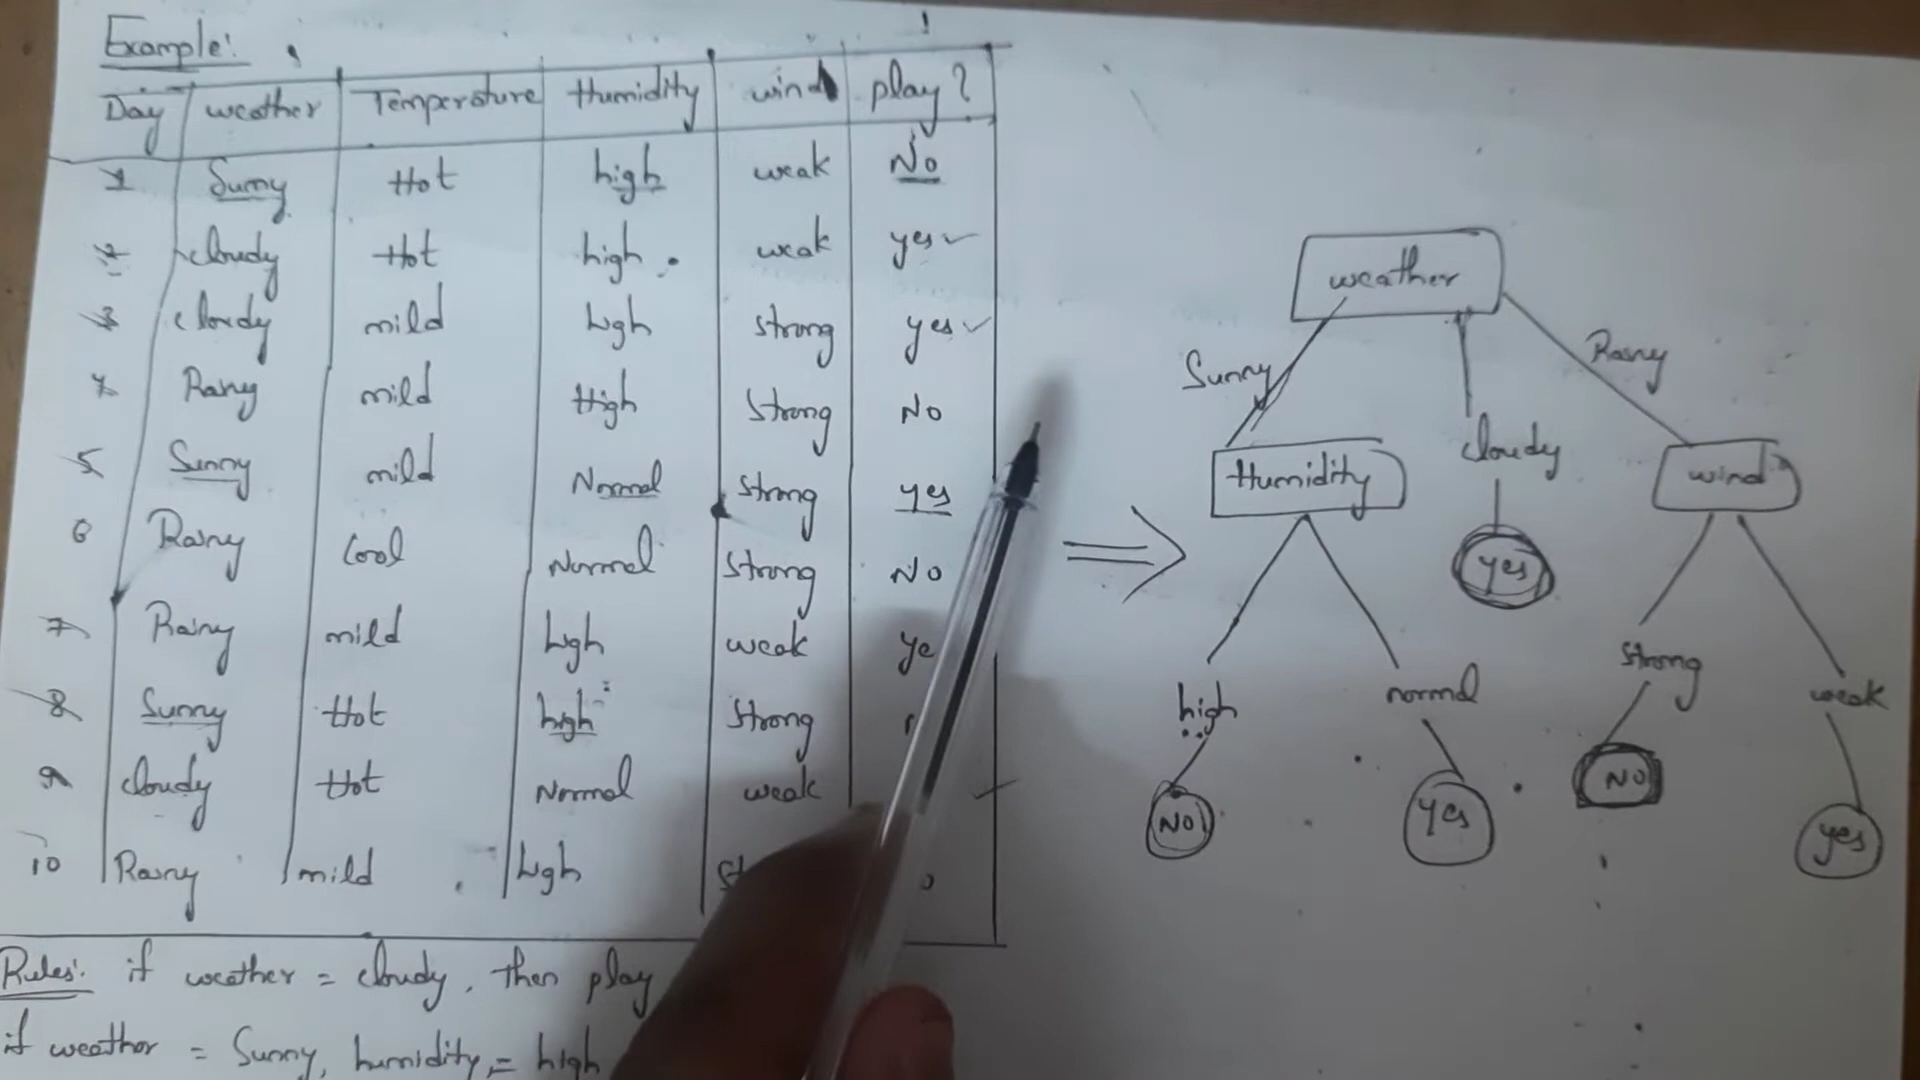 Example:
Day weather Temperature Humidity wind play?
1 Sunny Hot high weak No
2 cloudy Hot high weak yes
3 cloudy mild high strong yes
Rainy mild High Strong No
5 Sunny mild Normal Strong yes
6 Rainy Cool Normal Strong No
7 Rainy mild high weak ye
8 Sunny Hot high Strong
9 cloudy Hot Normal weak
10 Rainy mild high St
Rules: if weather = cloudy, then play
if weather = Sunny, humidity = high
weather
Sunny
Rainy
cloudy
Humidity
wind
yes
high
normal
strong
weak
NO
yes
NO
yes